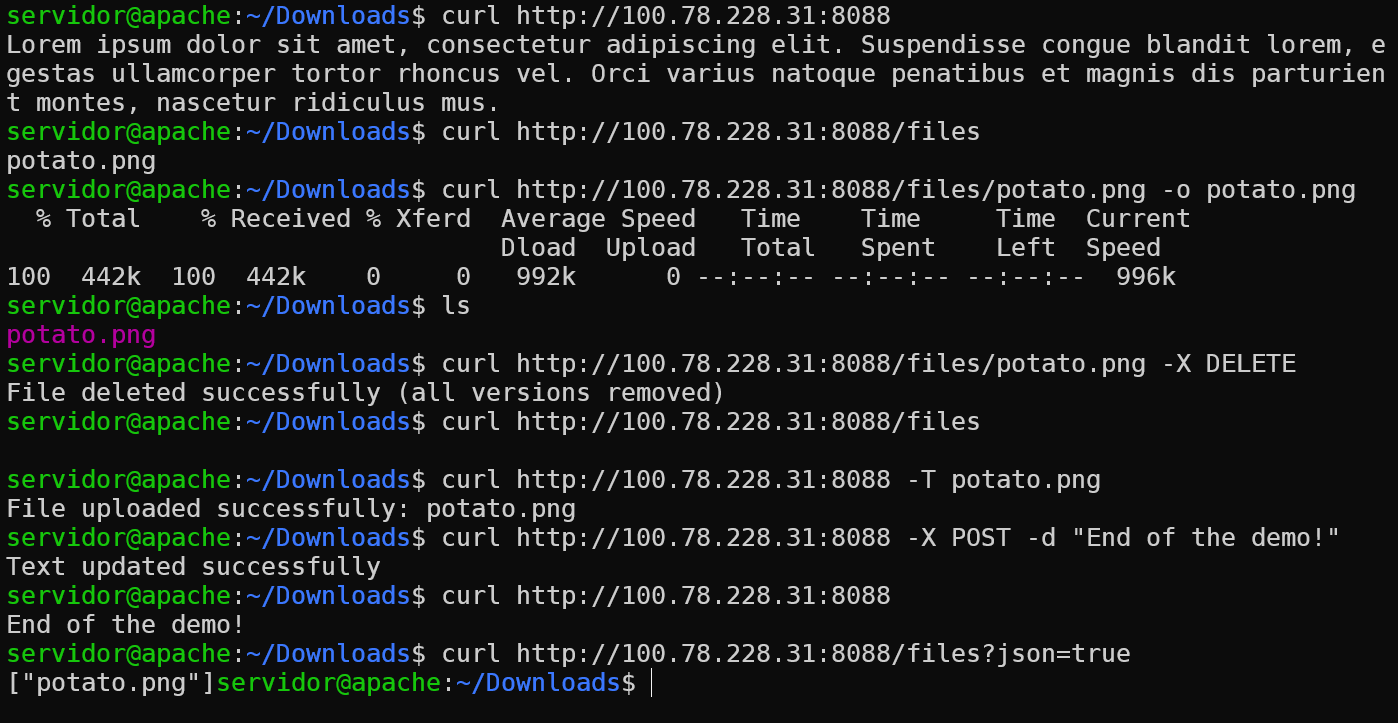 servidor@apache:~/Downloads$ curl http://100.78.228.31:8088
Lorem ipsum dolor sit amet, consectetur adipiscing elit. Suspendisse congue blandit lorem, e
gestas ullamcorper tortor rhoncus vel. Orci varius natoque penatibus et magnis dis parturien
t montes, nascetur ridiculus mus.
servidor@apache:~/Downloads$ curl http://100.78.228.31:8088/files
potato.png
servidor@apache:~/Downloads$ curl http://100.78.228.31:8088/files/potato.png -o potato.png
  % Total    % Received % Xferd  Average Speed   Time    Time     Time  Current
                                 Dload  Upload   Total   Spent    Left  Speed
100  442k  100  442k    0     0   992k      0 --:--:-- --:--:-- --:--:--  996k
servidor@apache:~/Downloads$ ls
potato.png
servidor@apache:~/Downloads$ curl http://100.78.228.31:8088/files/potato.png -X DELETE
File deleted successfully (all versions removed)
servidor@apache:~/Downloads$ curl http://100.78.228.31:8088/files

servidor@apache:~/Downloads$ curl http://100.78.228.31:8088 -T potato.png
File uploaded successfully: potato.png
servidor@apache:~/Downloads$ curl http://100.78.228.31:8088 -X POST -d "End of the demo!"
Text updated successfully
servidor@apache:~/Downloads$ curl http://100.78.228.31:8088
End of the demo!
servidor@apache:~/Downloads$ curl http://100.78.228.31:8088/files?json=true
["potato.png"]servidor@apache:~/Downloads$